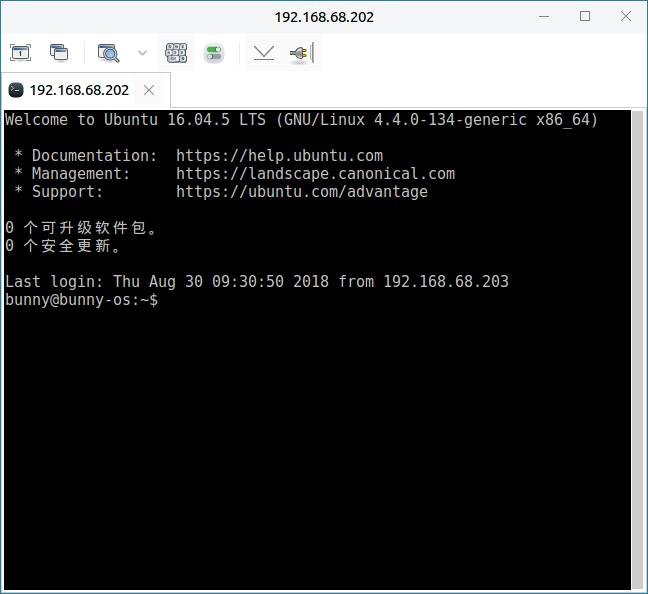 192.168.68.202
192.168.68.202
Welcome to Ubuntu 16.04.5 LTS (GNU/Linux 4.4.0-134-generic x86_64)
* Documentation:  https://help.ubuntu.com
* Management:     https://landscape.canonical.com
* Support:        https://ubuntu.com/advantage
0 个可升级软件包。
0 个安全更新。
Last login: Thu Aug 30 09:30:50 2018 from 192.168.68.203
bunny@bunny-os:~$